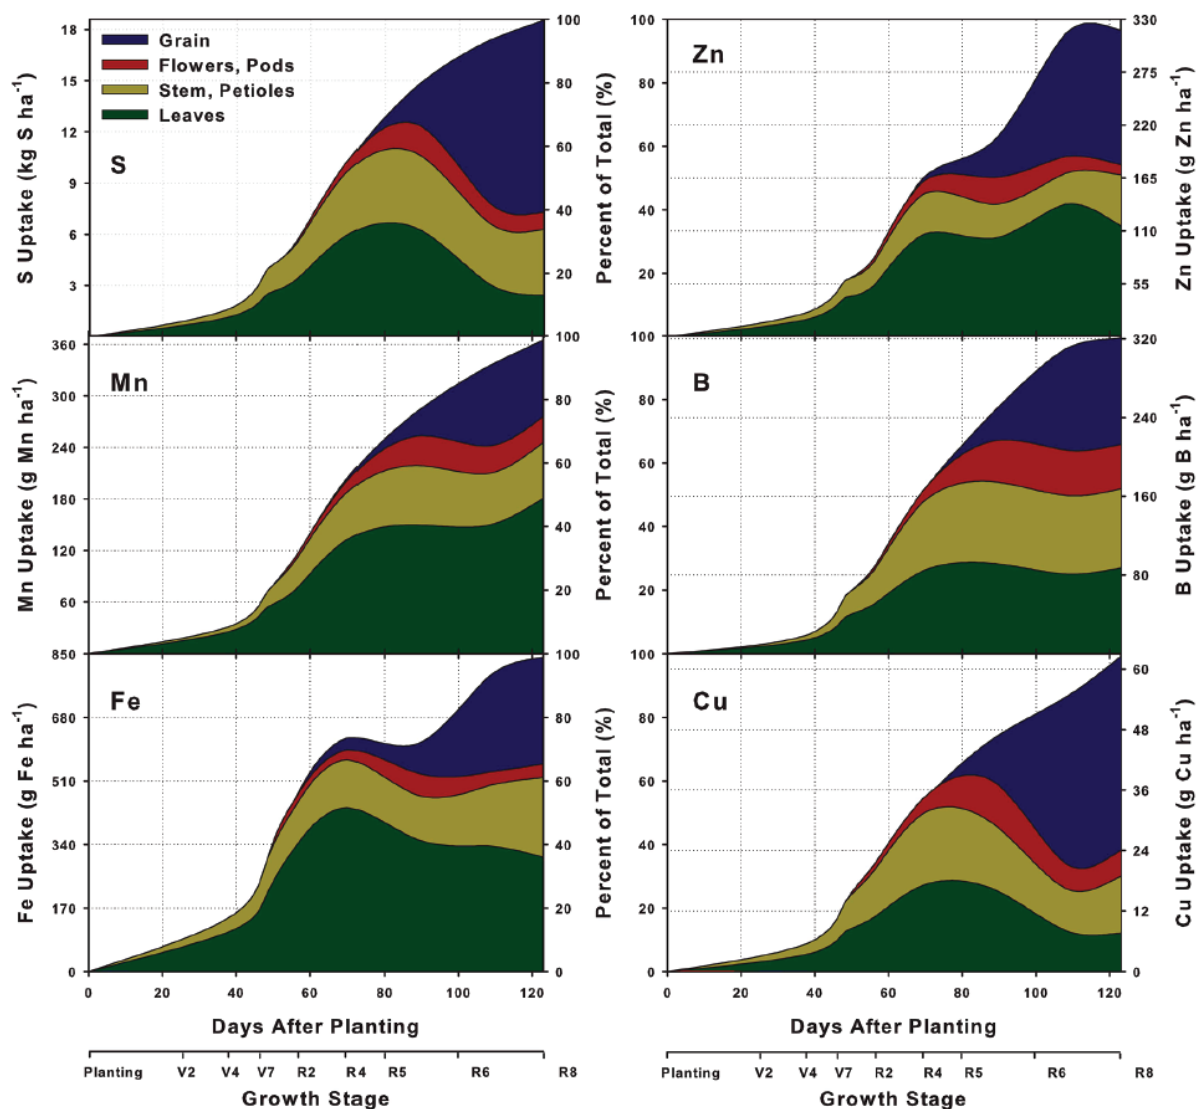 18
15
12
9
6
3
S Uptake (kg S ha-1)
Grain
Flowers, Pods
Stem, Petioles
Leaves
S
100
80
60
40
20
100
80
60
40
20
100
Percent of Total (%)
Zn
330
275
220
165
110
55
Zn Uptake (g Zn ha-1)
360
300
240
180
120
60
850
Mn Uptake (g Mn ha-1)
Mn
100
80
60
40
20
100
80
60
40
20
100
Percent of Total (%)
B
320
240
160
80
B Uptake (g B ha-1)
680
510
340
170
0
Fe Uptake (g Fe ha-1)
Fe
100
80
60
40
20
0
80
60
40
20
0
Percent of Total (%)
Cu
60
48
36
24
12
0
Cu Uptake (g Cu ha-1)
0 20 40 60 80 100 120
Days After Planting
Planting V2 V4 V7 R2 R4 R5 R6 R8
Growth Stage
0 20 40 60 80 100 120
Days After Planting
Planting V2 V4 V7 R2 R4 R5 R6 R8
Growth Stage